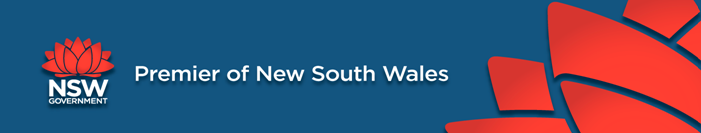 NSW
GOVERNMENT
Premier of New South Wales